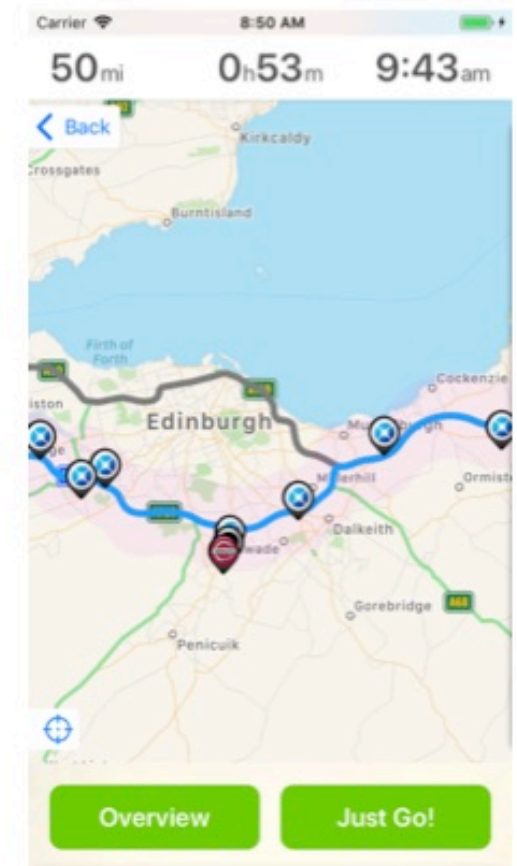 Carrier 8:50 AM
50mi 0h53m 9:43am
Back
Kirkcaldy
Crossgates
Burntisland
Firth of
Forth
Cockenzie
Edinburgh
Dalkeith
Gorebridge
A68
Penicuik
Overview Just Go!